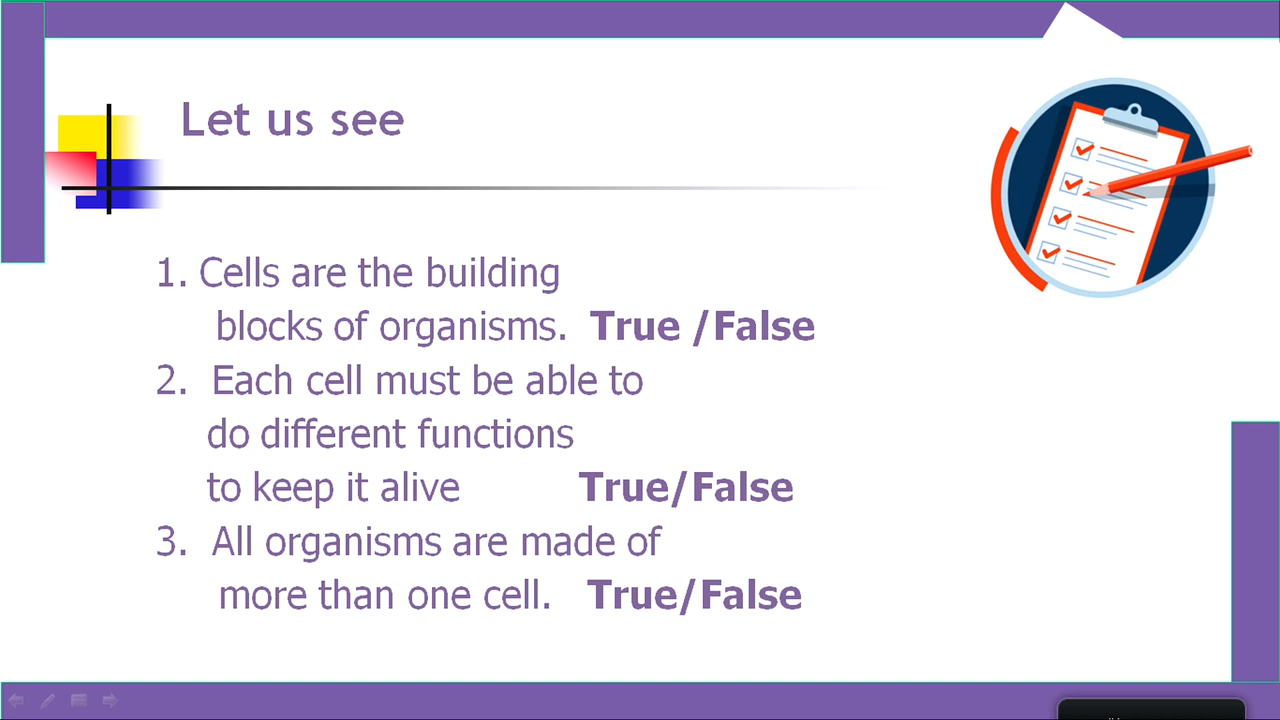 Let us see
1. Cells are the building
blocks of organisms. True /False
2. Each cell must be able to
do different functions
to keep it alive True/False
3. All organisms are made of
more than one cell. True/False